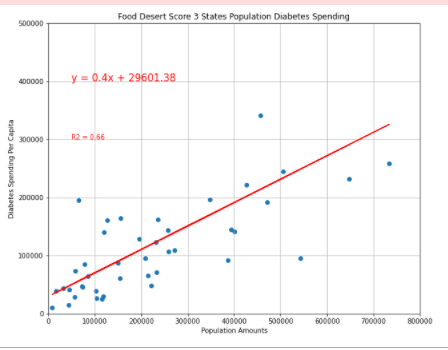 Food Desert Score 3 States Population Diabetes Spending
500000
y = 0.4x + 29601.38
400000
R2 = 0.66
300000
200000
100000
0
Diabetes Spending Per Capita
0 100000 200000 300000 400000 500000 600000 700000 800000
Population Amounts